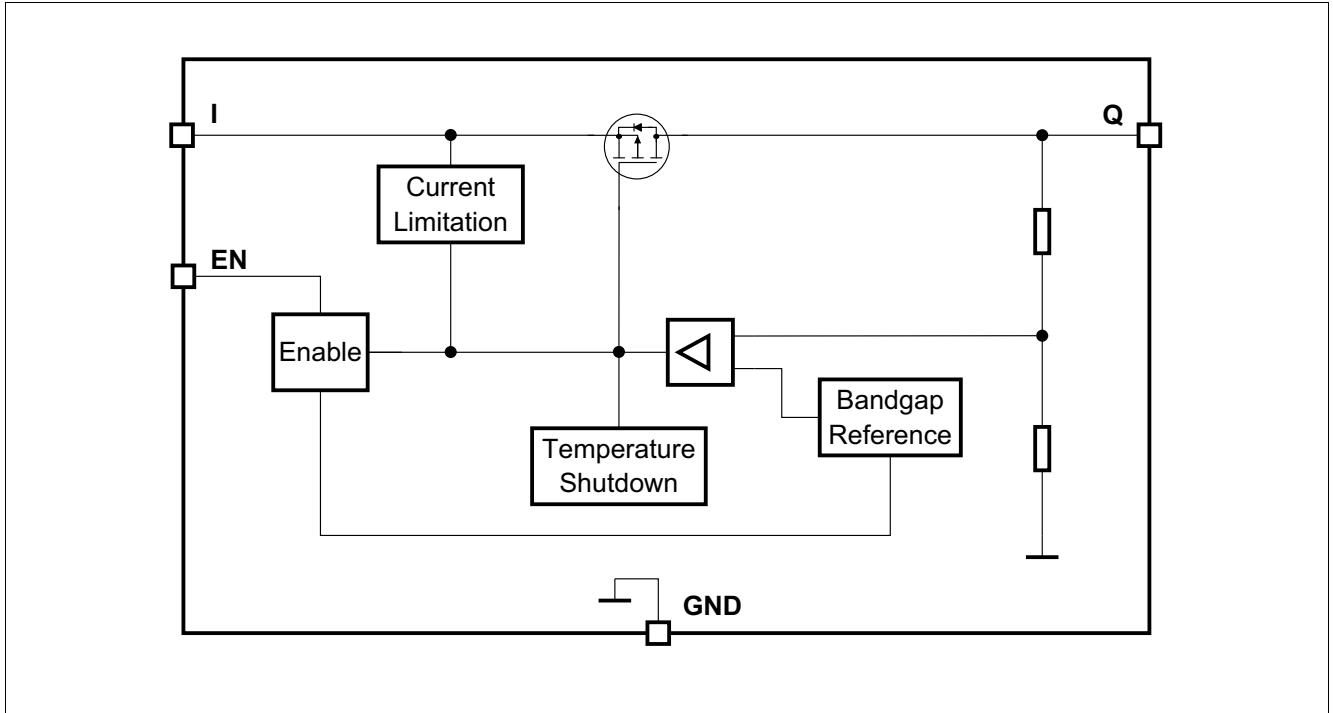 I
Q
Current
Limitation
EN
Enable
Bandgap
Reference
Temperature
Shutdown
GND